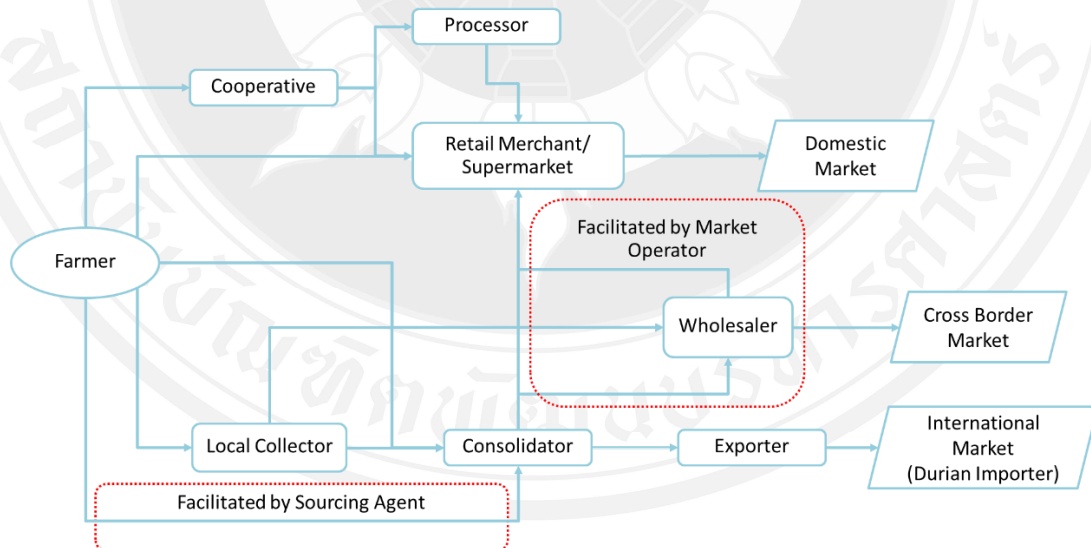 Processor
Cooperative
Retail Merchant/
Supermarket
Domestic
Market
Facilitated by Market
Operator
Farmer
Wholesaler
Cross Border
Market
Local Collector
Consolidator
Exporter
International
Market
(Durian Importer)
Facilitated by Sourcing Agent